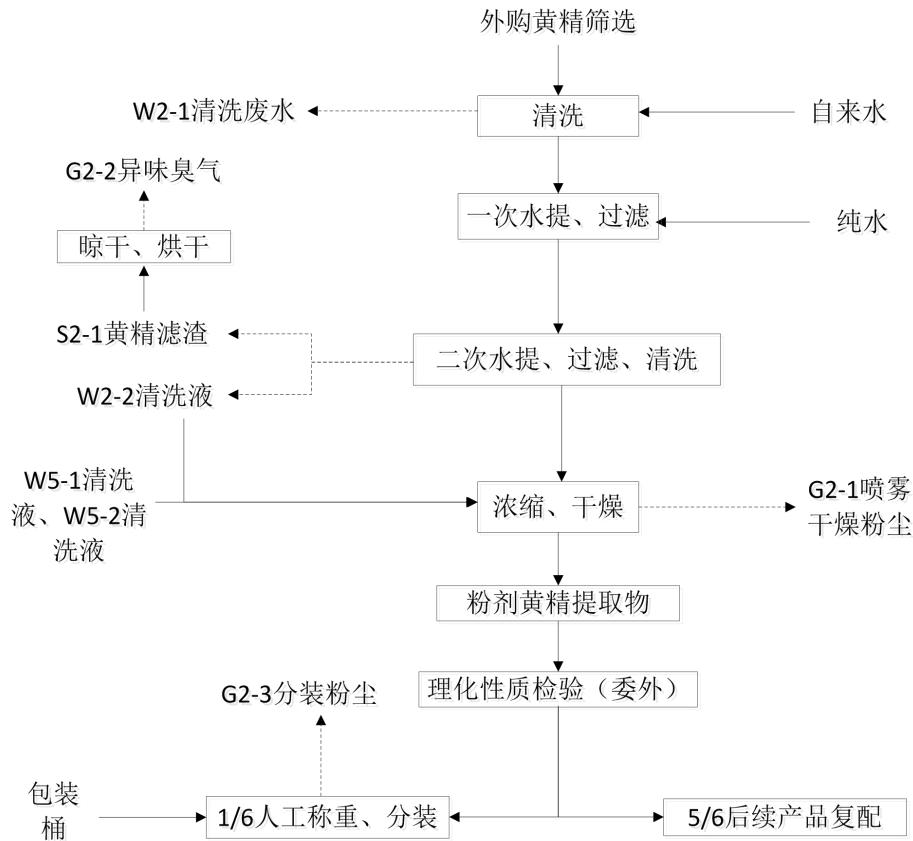 外购黄精筛选
W2-1清洗废水
清洗
自来水
G2-2异味臭气
一次水提、过滤
纯水
晾干、烘干
S2-1黄精滤渣
二次水提、过滤、清洗
W2-2清洗液
W5-1清洗
液、W5-2清
洗液
浓缩、干燥
G2-1喷雾
干燥粉尘
粉剂黄精提取物
理化性质检验（委外）
G2-3分装粉尘
包装
桶
1/6人工称重、分装
5/6后续产品复配